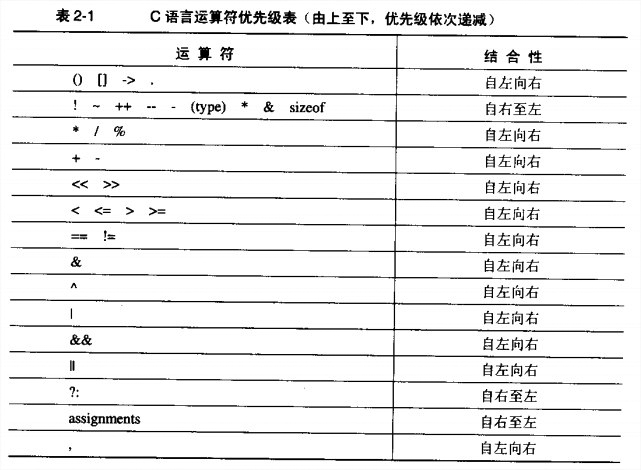 表 2-1 C 语言运算符优先级表（由上至下，优先级依次递减）
运 算 符 结 合 性
() [] -> . 自左向右
! ~ ++ -- - (type) * & sizeof 自右至左
* / % 自左向右
+ - 自左向右
<< >> 自左向右
< <= > >= 自左向右
== != 自左向右
& 自左向右
^ 自左向右
| 自左向右
&& 自左向右
|| 自左向右
?: 自右至左
assignments 自右至左
, 自左向右